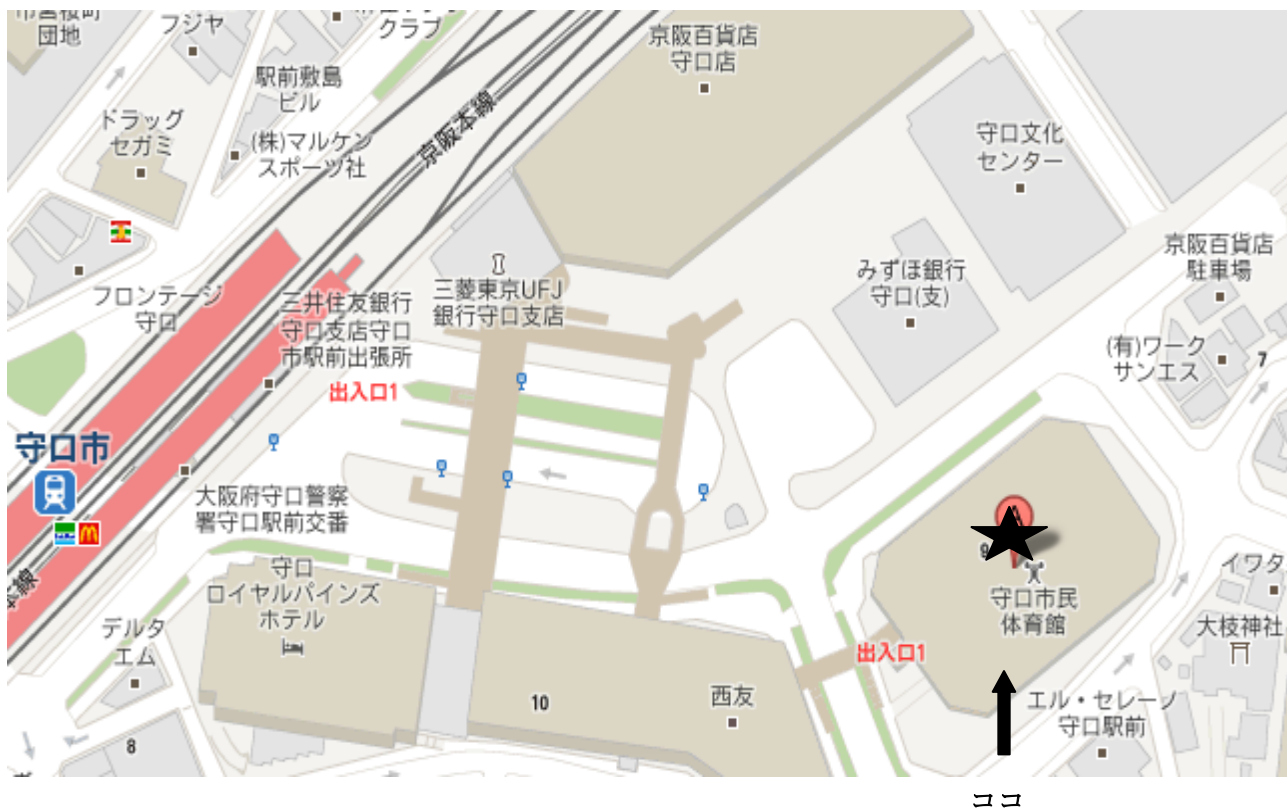 団地
フジヤ
クラブ
京阪百貨店
守口店
駅前敷島
ビル
ドラッグ
セガミ
(株)マルケン
スポーツ社
京阪本線
守口文化
センター
京阪百貨店
駐車場
みずほ銀行
守口(支)
フロンテージ
守口
三井住友銀行
守口支店守口
市駅前出張所
三菱東京UFJ
銀行守口支店
(有)ワーク
サンエス
7
出入口1
守口市
大阪府守口警察
署守口駅前交番
守口
ロイヤルパインズ
ホテル
デルタ
エム
9
守口市民
体育館
イワタ
大枝神社
出入口1
西友
10
エル・セレーノ
守口駅前
8
ココ